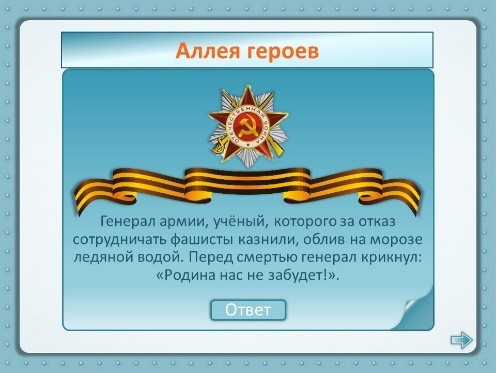 Аллея героев
Генерал армии, учёный, которого за отказ
сотрудничать фашисты казнили, облив на морозе
ледяной водой. Перед смертью генерал крикнул:
«Родина нас не забудет!».
Ответ